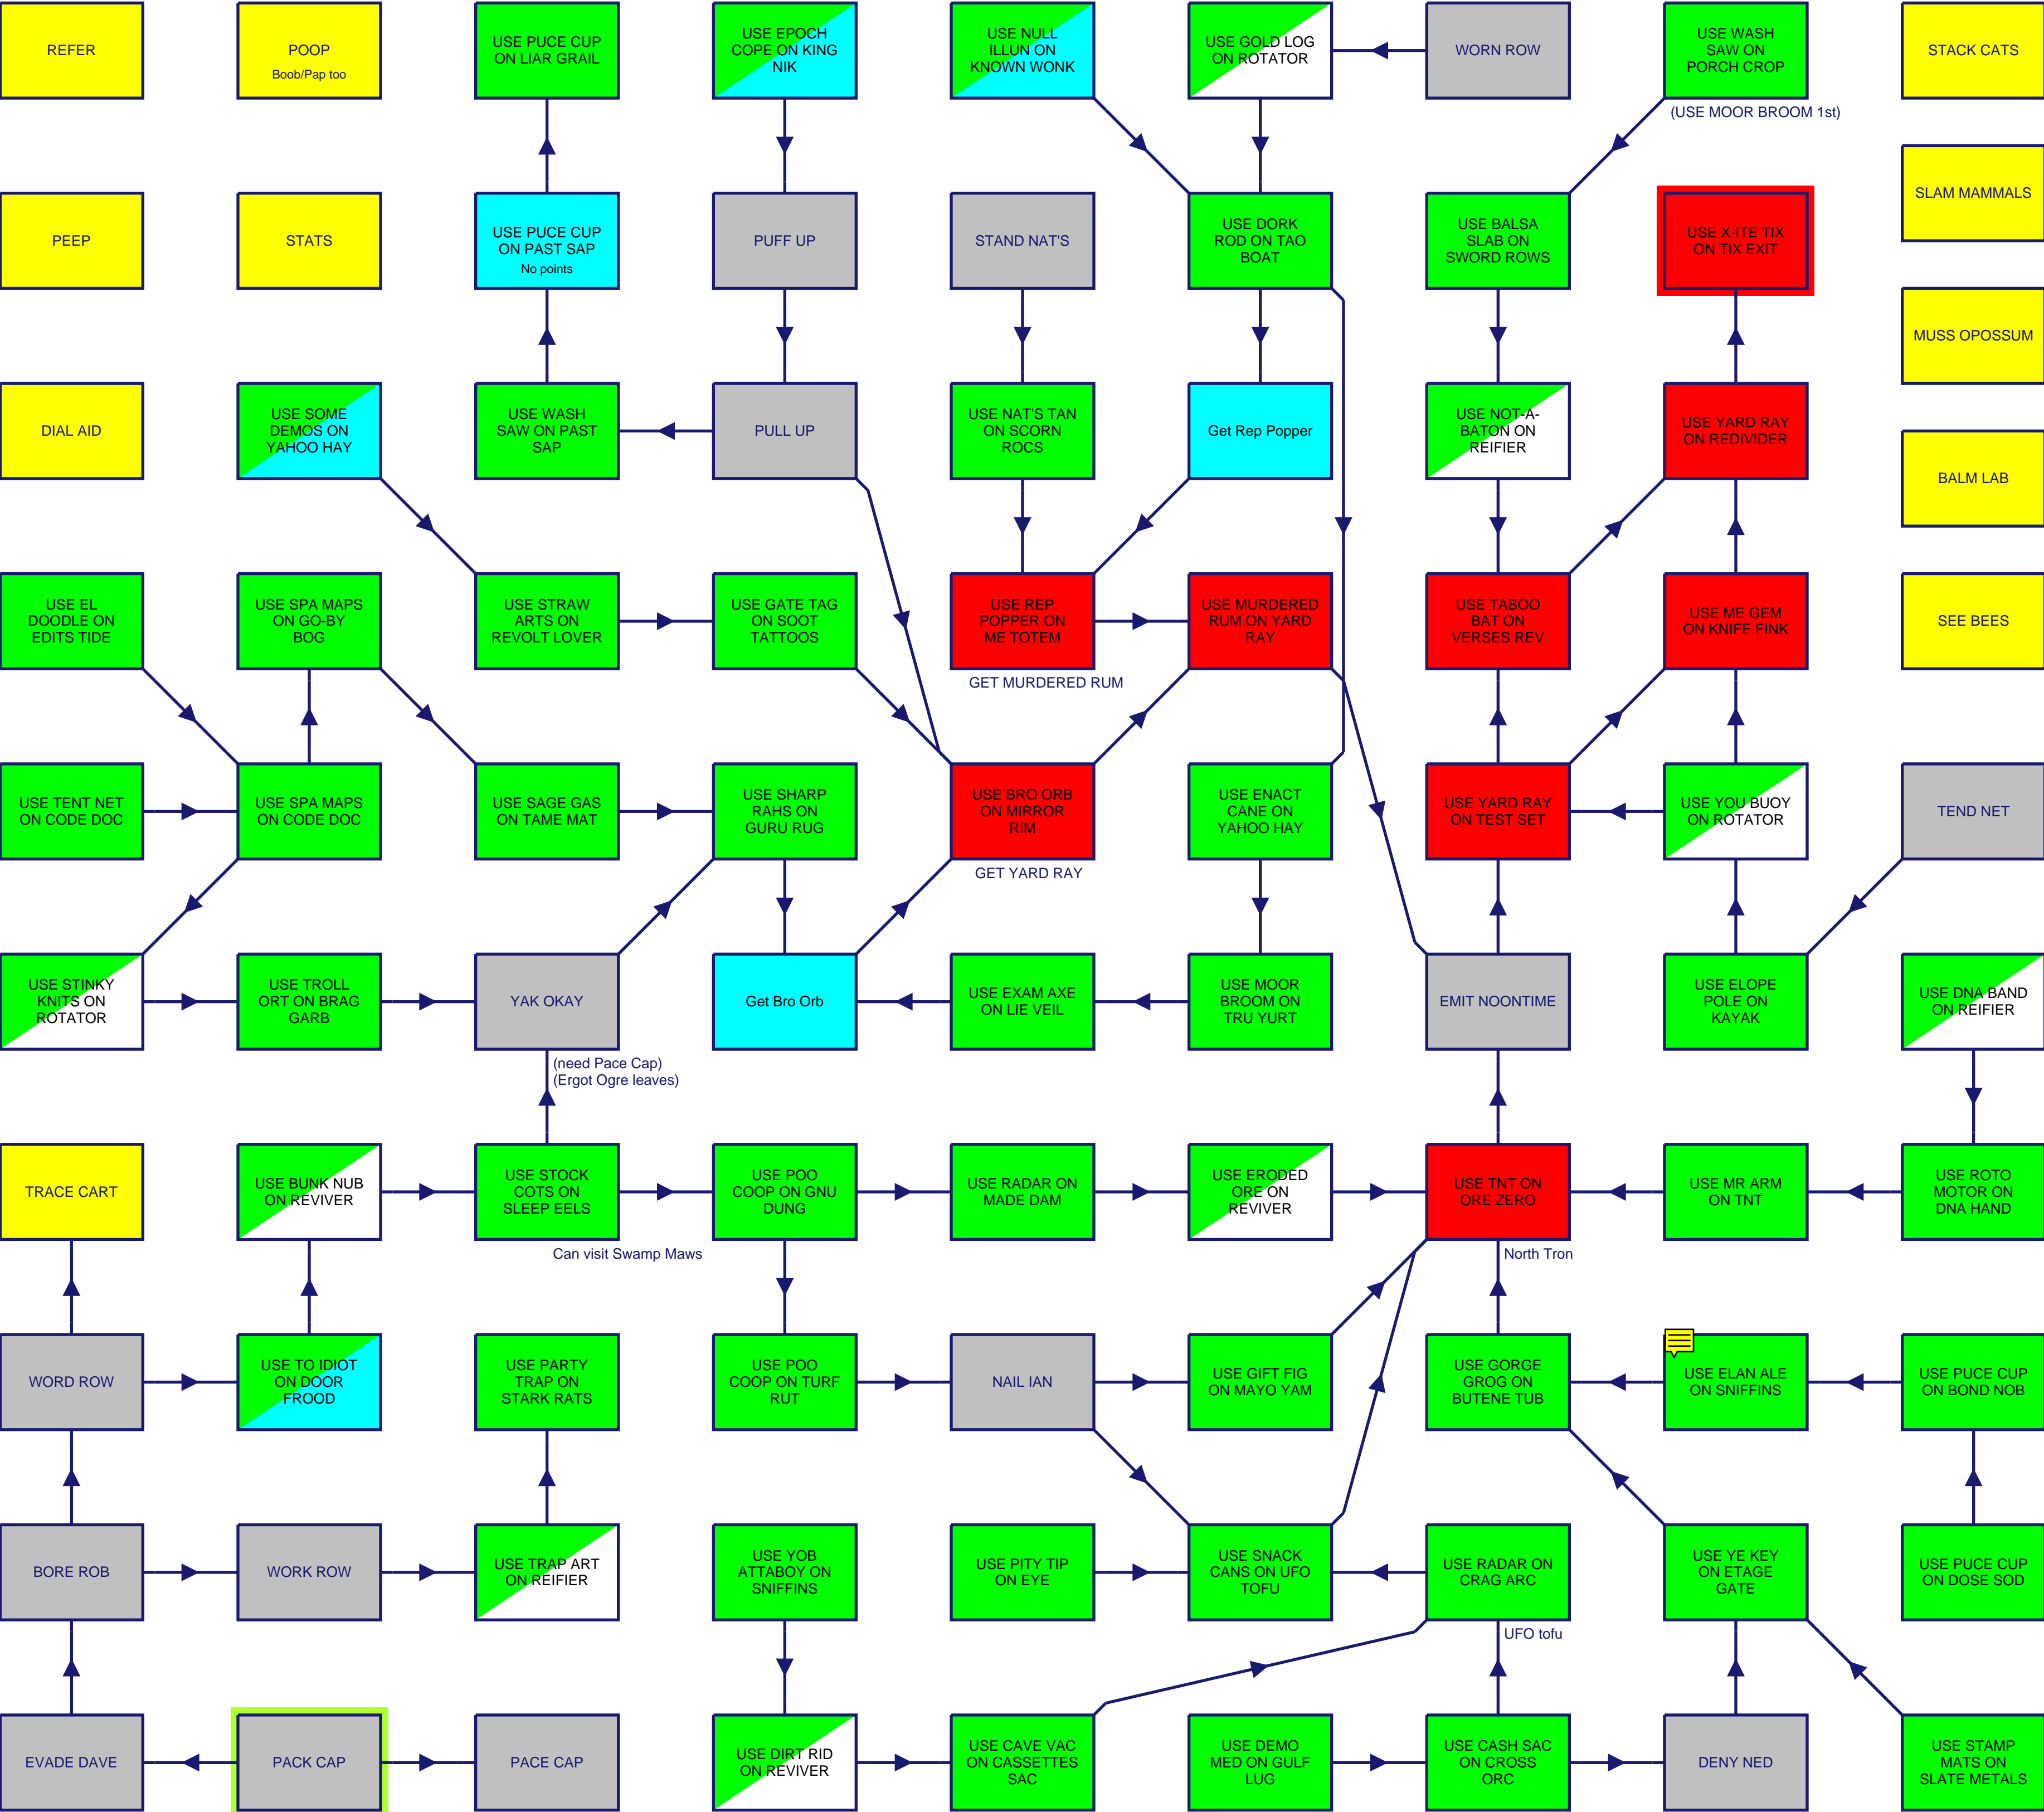 REFER
POOP
Boob/Pap too
USE PUCE CUP
ON LIAR GRAIL
USE EPOCH
COPE ON KING
NIK
USE NULL
ILLUN ON
KNOWN WONK
USE GOLD LOG
ON ROTATOR
WORN ROW
USE WASH
SAW ON
PORCH CROP
(USE MOOR BROOM 1st)
STACK CATS
SLAM MAMMALS
PEEP
STATS
USE PUCE CUP
ON PAST SAP
No points
PUFF UP
STAND NAT'S
USE DORK
ROD ON TAO
BOAT
USE BALSA
SLAB ON
SWORD ROWS
USE X-ITE TIX
ON TIX EXIT
MUSS OPOSSUM
DIAL AID
USE SOME
DEMOS ON
YAHOO HAY
USE WASH
SAW ON PAST
SAP
PULL UP
USE NAT'S TAN
ON SCORN
ROCS
Get Rep Popper
USE NOT-A-
BATON ON
REIFIER
USE YARD RAY
ON REDIVIDER
BALM LAB
USE EL
DOODLE ON
EDITS TIDE
USE SPA MAPS
ON GO-BY
BOG
USE STRAW
ARTS ON
REVOLT LOVER
USE GATE TAG
ON SOOT
TATTOOS
USE REP
POPPER ON
ME TOTEM
GET MURDERED RUM
USE MURDERED
RUM ON YARD
RAY
USE TABOO
BAT ON
VERSES REV
USE ME GEM
ON KNIFE FINK
SEE BEES
USE TENT NET
ON CODE DOC
USE SPA MAPS
ON CODE DOC
USE SAGE GAS
ON TAME MAT
USE SHARP
RAHS ON
GURU RUG
USE BRO ORB
ON MIRROR
RIM
GET YARD RAY
USE ENACT
CANE ON
YAHOO HAY
USE YARD RAY
ON TEST SET
USE YOU BUOY
ON ROTATOR
TEND NET
USE STINKY
KNITS ON
ROTATOR
USE TROLL
ORT ON BRAG
GARB
YAK OKAY
(need Pace Cap)
(Ergot Ogre leaves)
Get Bro Orb
USE EXAM AXE
ON LIE VEIL
USE MOOR
BROOM ON
TRU YURT
EMIT NOONTIME
USE ELOPE
POLE ON
KAYAK
USE DNA BAND
ON REIFIER
TRACE CART
USE BUNK NUB
ON REVIVER
USE STOCK
COTS ON
SLEEP EELS
Can visit Swamp Maws
USE POO
COOP ON GNU
DUNG
USE RADAR ON
MADE DAM
USE ERODED
ORE ON
REVIVER
USE TNT ON
ORE ZERO
North Tron
USE MR ARM
ON TNT
USE ROTO
MOTOR ON
DNA HAND
WORD ROW
USE TO IDIOT
ON DOOR
FROOD
USE PARTY
TRAP ON
STARK RATS
USE POO
COOP ON TURF
RUT
NAIL IAN
USE GIFT FIG
ON MAYO YAM
USE GORGE
GROG ON
BUTENE TUB
USE ELAN ALE
ON SNIFFINS
USE PUCE CUP
ON BOND NOB
BORE ROB
WORK ROW
USE TRAP ART
ON REIFIER
USE YOB
ATTABOY ON
SNIFFINS
USE PITY TIP
ON EYE
USE SNACK
CANS ON UFO
TOFU
USE RADAR ON
CRAG ARC
UFO tofu
USE YE KEY
ON ETAGE
GATE
USE PUCE CUP
ON DOSE SOD
EVADE DAVE
PACK CAP
PACE CAP
USE DIRT RID
ON REVIVER
USE CAVE VAC
ON CASSETTES
SAC
USE DEMO
MED ON GULF
LUG
USE CASH SAC
ON CROSS
ORC
DENY NED
USE STAMP
MATS ON
SLATE METALS